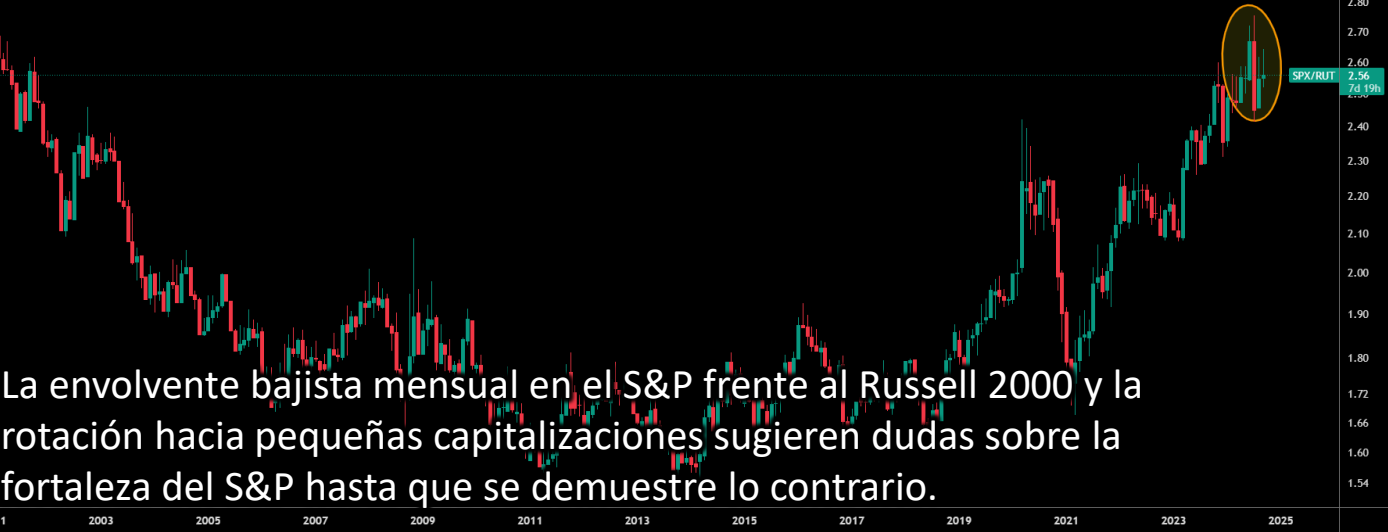 2.80
2.70
2.60
SPX/RUT 2.56
7d 19h
2.50
2.40
2.30
2.20
2.10
2.00
1.90
1.80
La envolvente bajista mensual en el S&P frente al Russell 2000 y la
1.72
rotación hacia pequeñas capitalizaciones sugieren dudas sobre la
1.66
1.60
fortaleza del S&P hasta que se demuestre lo contrario.
1.54
1 2003 2005 2007 2009 2011 2013 2015 2017 2019 2021 2023 2025